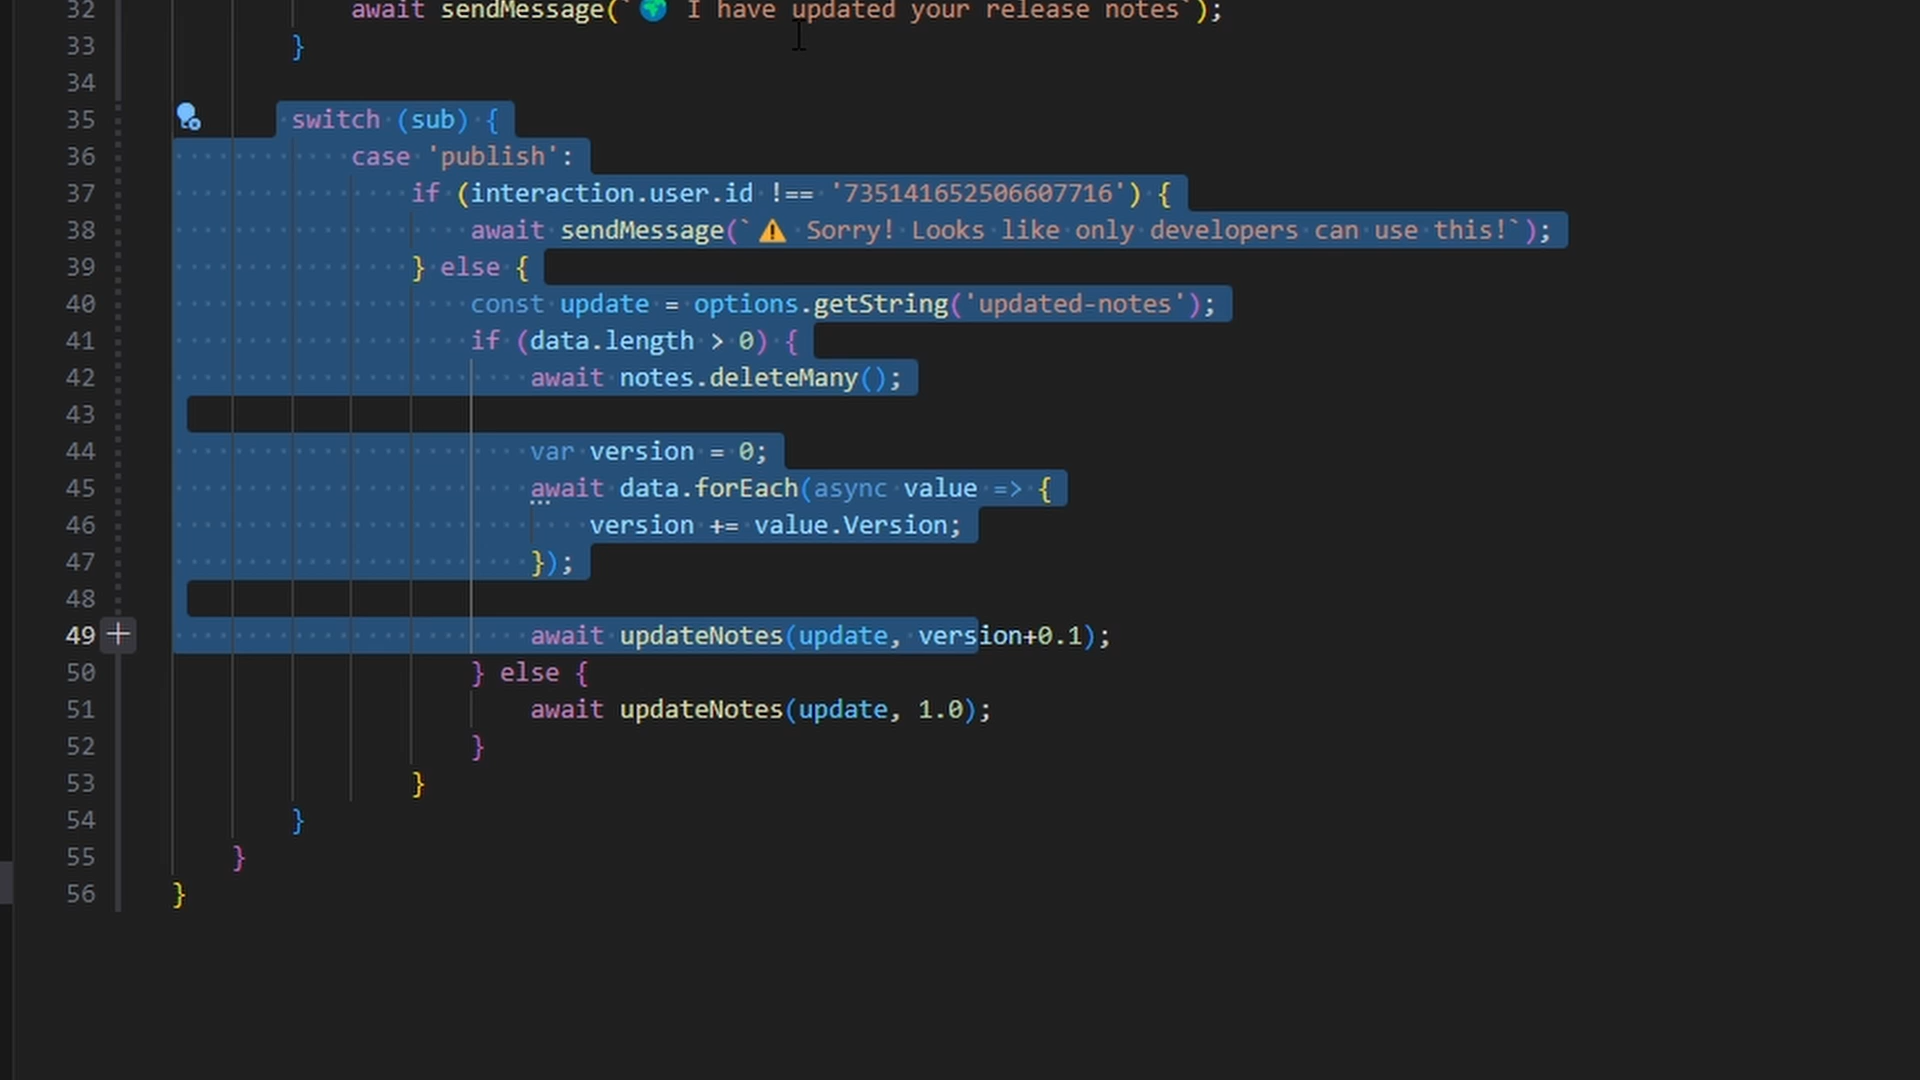 32 await sendMessage(`🌍 I have updated your release notes`);
33 }
34
35 switch (sub) {
36 case 'publish':
37 if (interaction.user.id !== '735141652506607716') {
38 await sendMessage(`⚠️ Sorry! Looks like only developers can use this!`);
39 } else {
40 const update = options.getString('updated-notes');
41 if (data.length > 0) {
42 await notes.deleteMany();
43
44 var version = 0;
45 await data.forEach(async value => {
46 version += value.Version;
47 });
48
49 await updateNotes(update, version+0.1);
50 } else {
51 await updateNotes(update, 1.0);
52 }
53 }
54 }
55 }
56 }